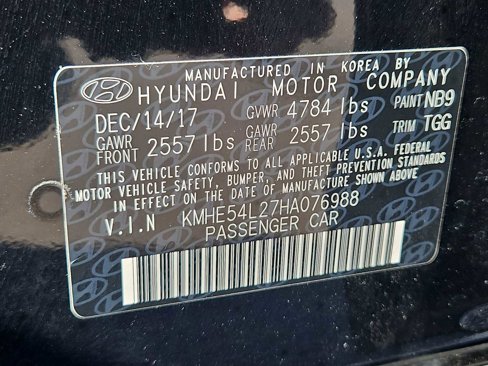 MANUFACTURED IN KOREA BY
HYUNDAI MOTOR COMPANY
DEC/14/17 GVWR 4784 lbs PAINT NB9
GAWR FRONT 2557 lbs GAWR REAR 2557 lbs TRIM TGG
THIS VEHICLE CONFORMS TO ALL APPLICABLE U.S.A. FEDERAL
MOTOR VEHICLE SAFETY, BUMPER, AND THEFT PREVENTION STANDARDS
IN EFFECT ON THE DATE OF MANUFACTURE SHOWN ABOVE.
V.I.N KMHE54L27HA076988
PASSENGER CAR